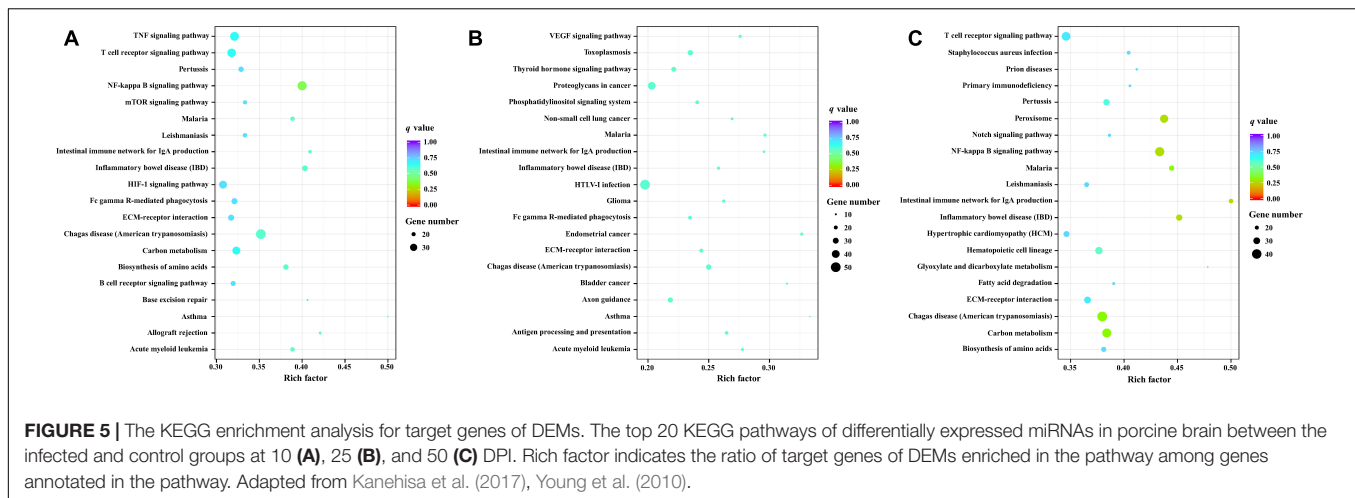 A
TNF signaling pathway
T cell receptor signaling pathway
Pertussis
NF-kappa B signaling pathway
mTOR signaling pathway
Malaria
Leishmaniasis
Intestinal immune network for IgA production
Inflammatory bowel disease (IBD)
HIF-1 signaling pathway
Fc gamma R-mediated phagocytosis
ECM-receptor interaction
Chagas disease (American trypanosomiasis)
Carbon metabolism
Biosynthesis of amino acids
B cell receptor signaling pathway
Base excision repair
Asthma
Allograft rejection
Acute myeloid leukemia
0.30 0.35 0.40 0.45 0.50
Rich factor
q value
1.00
0.75
0.50
0.25
0.00
Gene number
20
30
B
VEGF signaling pathway
Toxoplasmosis
Thyroid hormone signaling pathway
Proteoglycans in cancer
Phosphatidylinositol signaling system
Non-small cell lung cancer
Malaria
Intestinal immune network for IgA production
Inflammatory bowel disease (IBD)
HTLV-I infection
Glioma
Fc gamma R-mediated phagocytosis
Endometrial cancer
ECM-receptor interaction
Chagas disease (American trypanosomiasis)
Bladder cancer
Axon guidance
Asthma
Antigen processing and presentation
Acute myeloid leukemia
0.20 0.25 0.30
Rich factor
q value
1.00
0.75
0.50
0.25
0.00
Gene number
10
20
30
40
50
C
T cell receptor signaling pathway
Staphylococcus aureus infection
Prion diseases
Primary immunodeficiency
Pertussis
Peroxisome
Notch signaling pathway
NF-kappa B signaling pathway
Malaria
Leishmaniasis
Intestinal immune network for IgA production
Inflammatory bowel disease (IBD)
Hypertrophic cardiomyopathy (HCM)
Hematopoietic cell lineage
Glyoxylate and dicarboxylate metabolism
Fatty acid degradation
ECM-receptor interaction
Chagas disease (American trypanosomiasis)
Carbon metabolism
Biosynthesis of amino acids
0.35 0.40 0.45 0.50
Rich factor
q value
1.00
0.75
0.50
0.25
0.00
Gene number
20
30
40
FIGURE 5 | The KEGG enrichment analysis for target genes of DEMs. The top 20 KEGG pathways of differentially expressed miRNAs in porcine brain between the
infected and control groups at 10 (A), 25 (B), and 50 (C) DPI. Rich factor indicates the ratio of target genes of DEMs enriched in the pathway among genes
annotated in the pathway. Adapted from Kanehisa et al. (2017), Young et al. (2010).